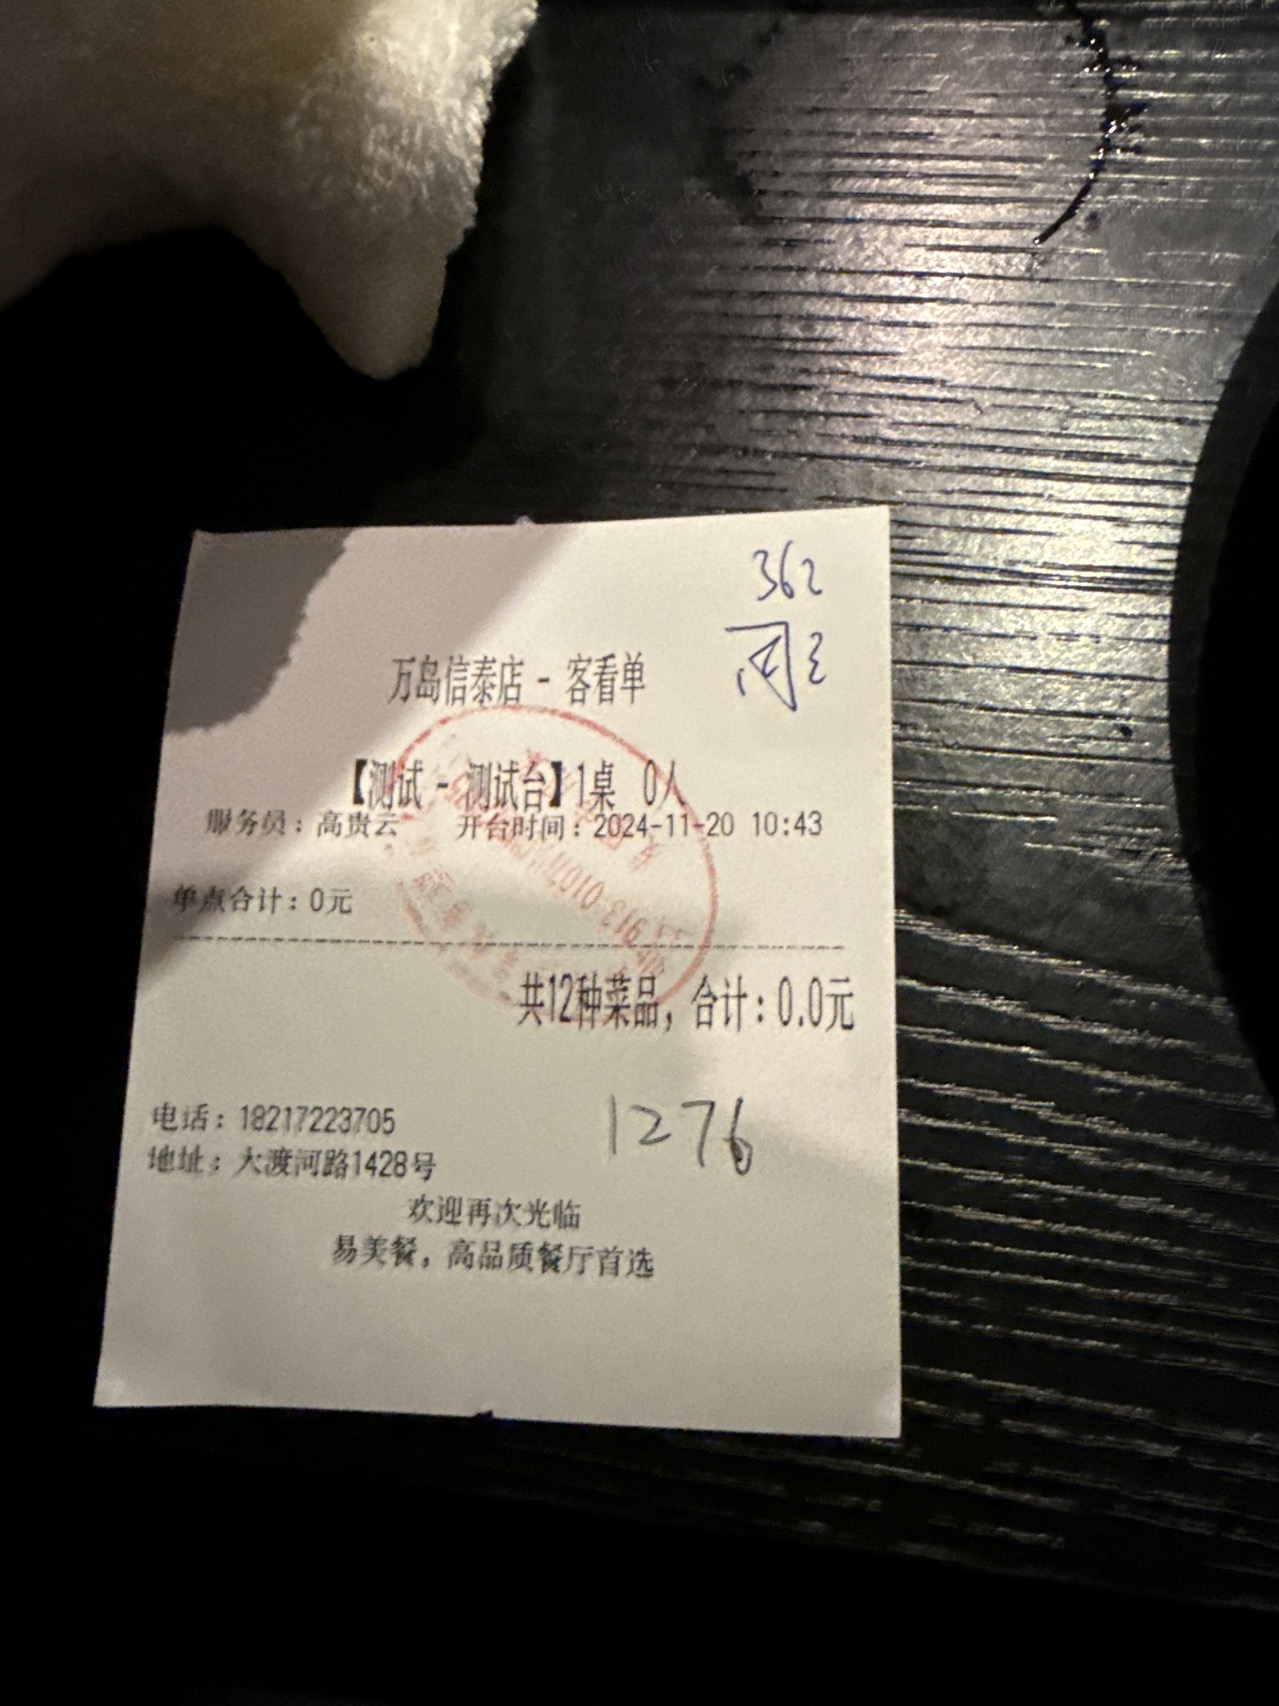 362
万岛信泰店 - 客看单
【测试 - 测试台】1桌 0人
服务员：高贵云 开台时间：2024-11-20 10:43
单点合计：0元
共12种菜品，合计：0.0元
1276
电话：18217223705
地址：大渡河路1428号
欢迎再次光临
易美餐，高品质餐厅首选